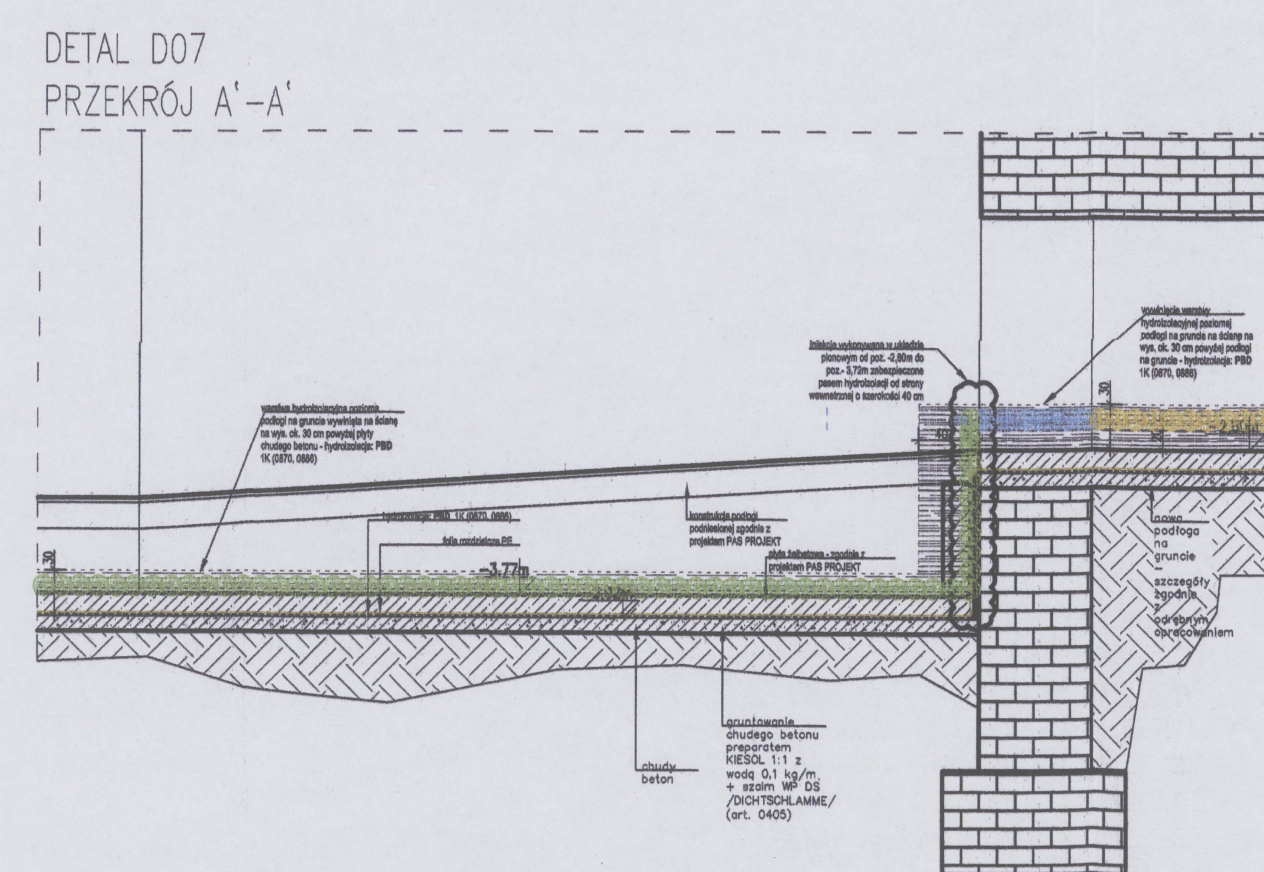 DETAL D07
PRZEKRÓJ A'-A'
wywinięcie warstwy
hydroizolacyjnej poziomej
podłogi na gruncie na ścianę na
wys. ok. 30 cm powyżej podłogi
na gruncie - hydroizolacja: PBD
1K (0870, 0886)
Iniekcja wykonywana w układzie
pionowym od poz. -2,80m do
poz.- 3,72m zabezpieczone
pasem hydroizolacji od strony
wewnetrznej o szerokości 40 cm
30
warstwa hydroizolacyjna pozioma
podłogi na gruncie wywinięta na ścianę
na wys. ok. 30 cm powyżej płyty
chudego betonu - hydroizolacja: PBD
1K (0870, 0886)
40
hydroizolacja: PBD 1K (0870, 0886)
konstrukcja podłogi
podniesionej zgodnie z
projektem PAS PROJEKT
folia rozdzielcza PE
płyta żelbetowa - zgodnie z
projektem PAS PROJEKT
nowa
podłoga
na
gruncie
-
szczegóły
zgodnie
z
odrębnym
opracowaniem
30
-3.77m
gruntowanie
chudego betonu
preparatem
KIESOL 1:1 z
wodą 0,1 kg/m
+ szlam WP DS
/DICHTSCHLAMME/
(art. 0405)
chudy
beton